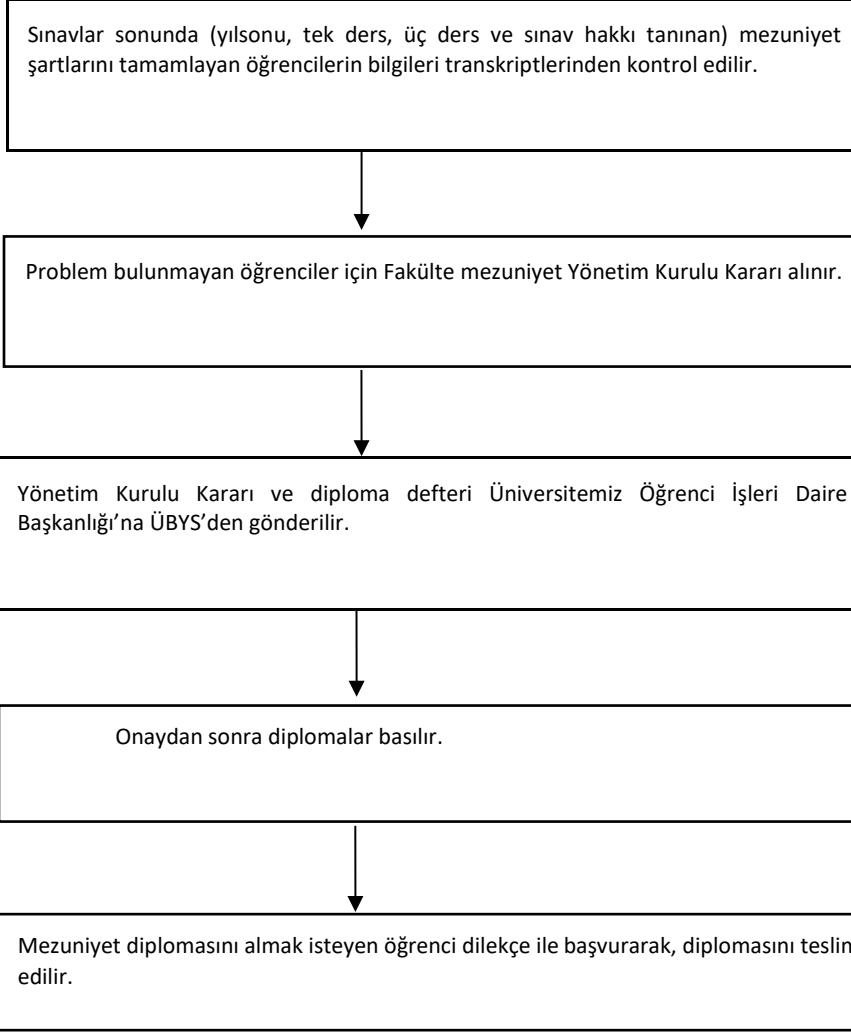 Sınavlar sonunda (yılsonu, tek ders, üç ders ve sınav hakkı tanınan) mezuniyet
şartlarını tamamlayan öğrencilerin bilgileri transkriptlerinden kontrol edilir.
Problem bulunmayan öğrenciler için Fakülte mezuniyet Yönetim Kurulu Kararı alınır.
Yönetim Kurulu Kararı ve diploma defteri Üniversitemiz Öğrenci İşleri Daire
Başkanlığı’na ÜBYS’den gönderilir.
Onaydan sonra diplomalar basılır.
Mezuniyet diplomasını almak isteyen öğrenci dilekçe ile başvurarak, diplomasını teslim
edilir.